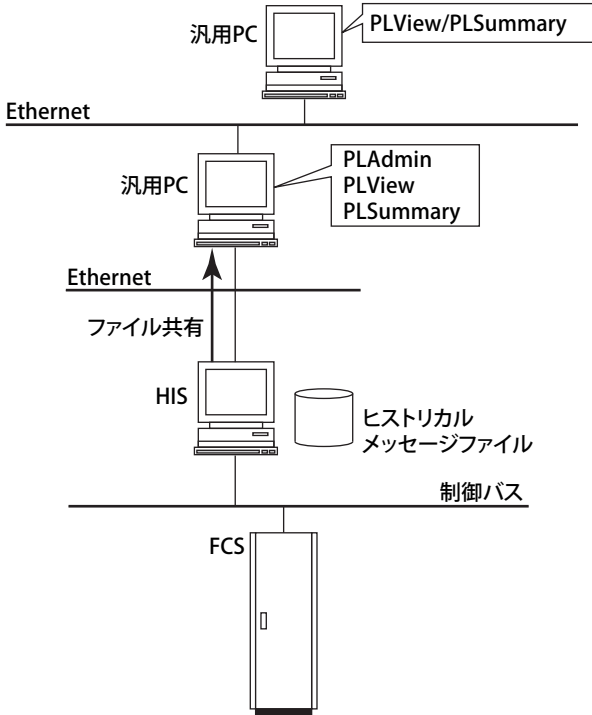 汎用PC
PLView/PLSummary
Ethernet
汎用PC
PLAdmin
PLView
PLSummary
Ethernet
ファイル共有
HIS
ヒストリカル
メッセージファイル
制御バス
FCS